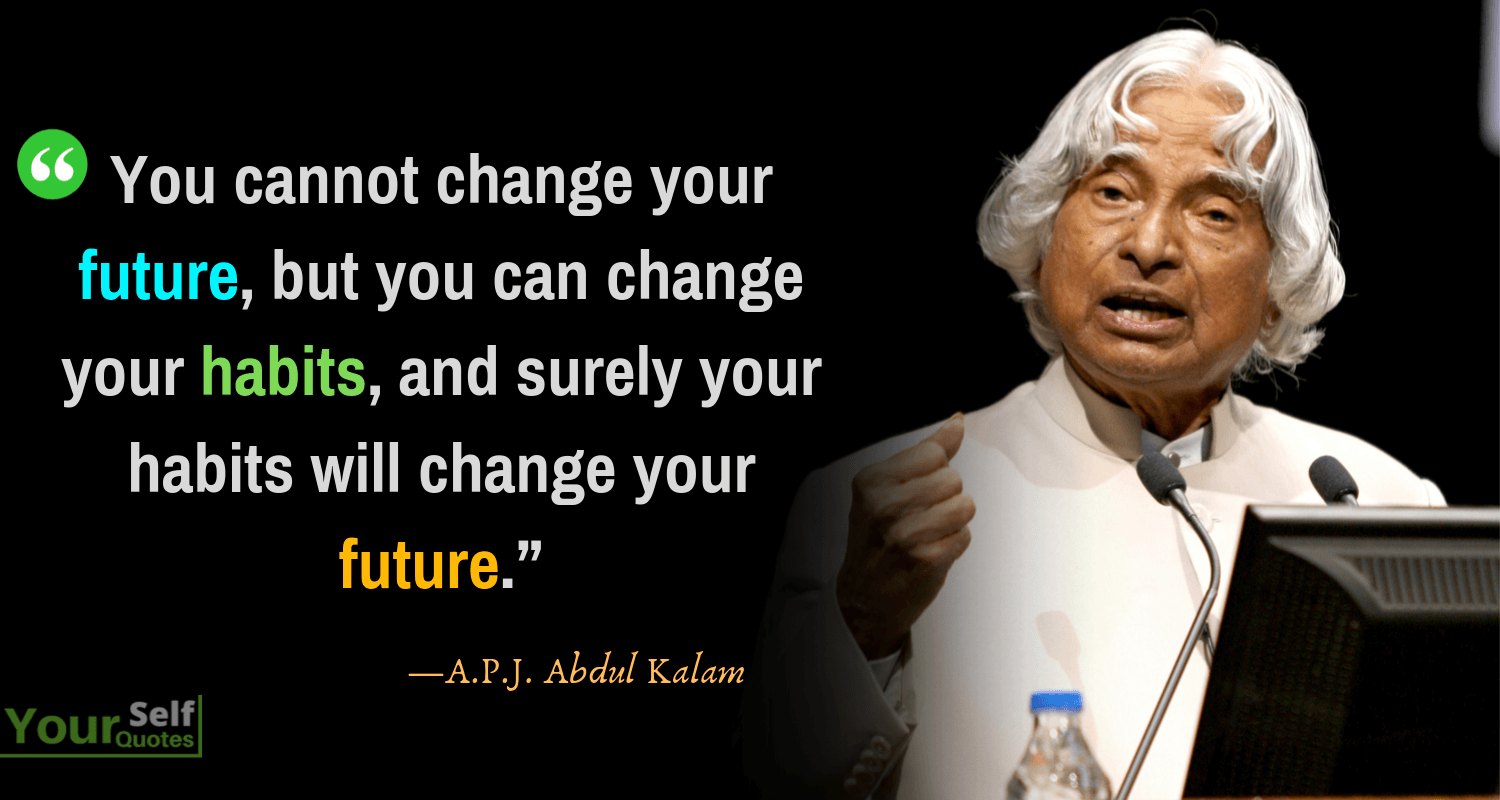 “ You cannot change your
future, but you can change
your habits, and surely your
habits will change your
future.”
—A.P.J. Abdul Kalam
Your Self
Quotes